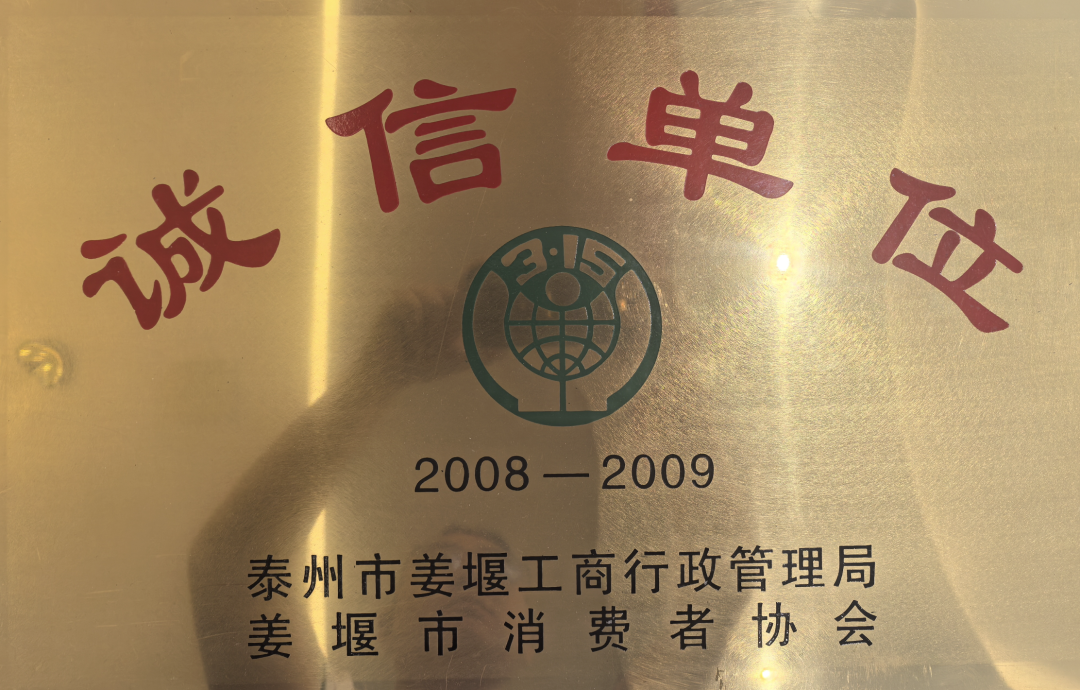 诚信单位
3·15
2008—2009
泰州市姜堰工商行政管理局
姜堰市消费者协会